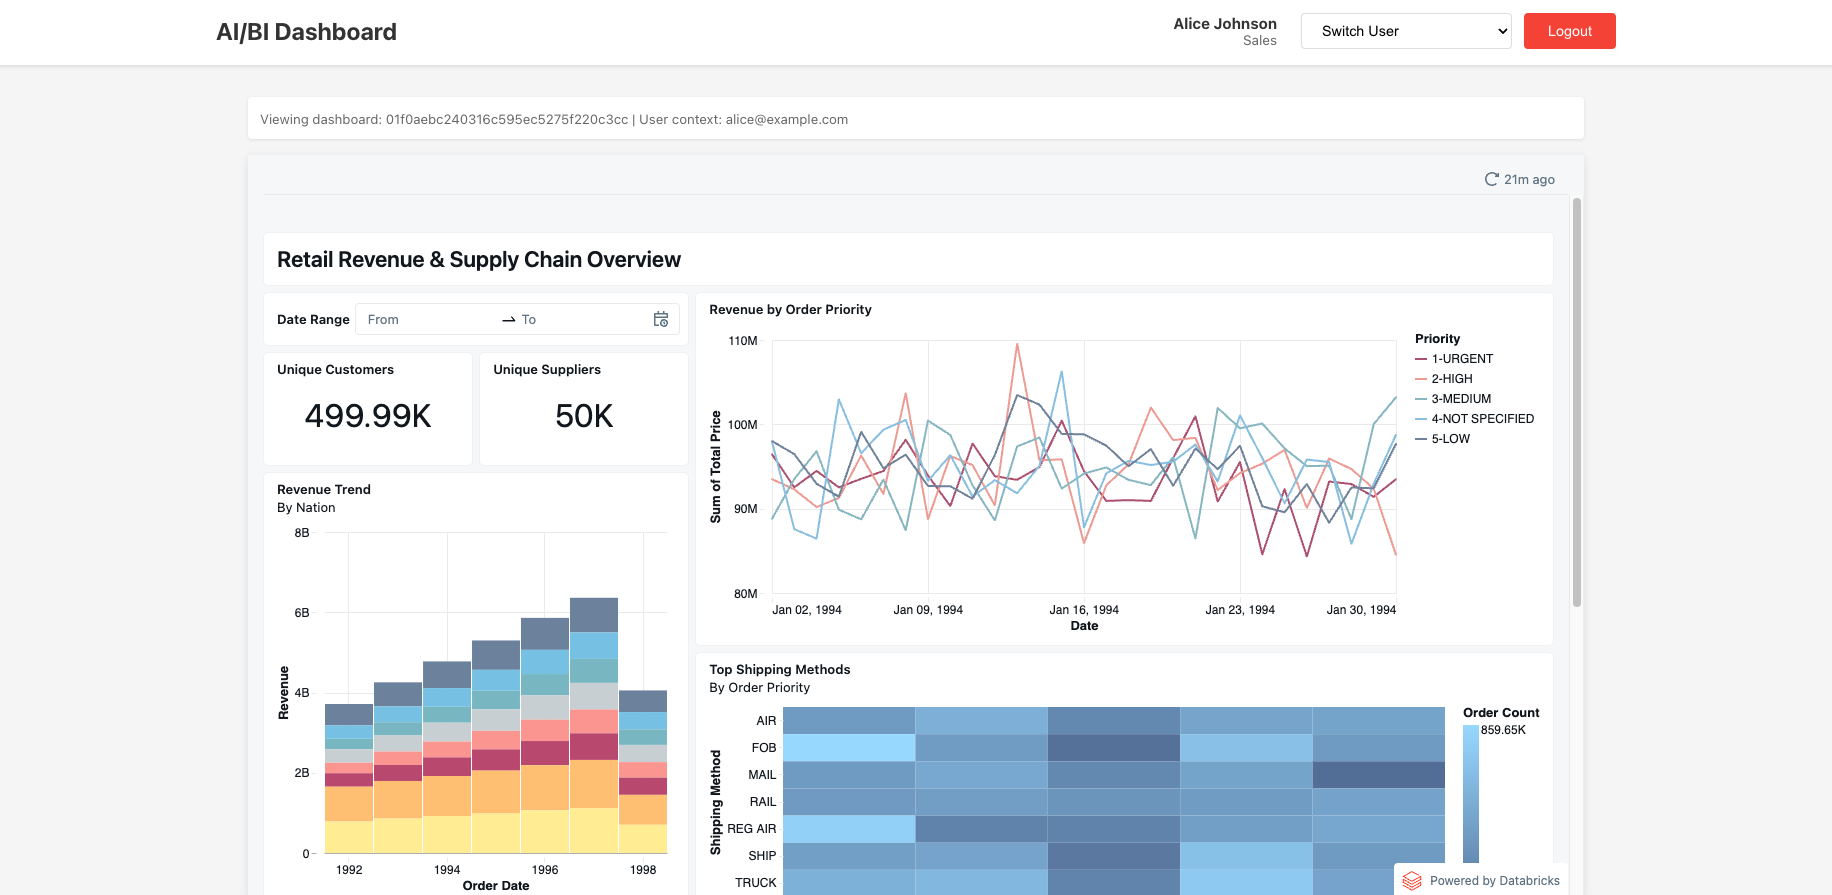 AI/BI Dashboard
Alice Johnson
Sales
Switch User
Logout
Viewing dashboard: 01f0aebc240316c595ec5275f220c3cc | User context: alice@example.com
21m ago
Retail Revenue & Supply Chain Overview
Date Range From → To
Unique Customers
499.99K
Unique Suppliers
50K
Revenue Trend
By Nation
8B
6B
4B
2B
0
Revenue
1992 1994 1996 1998
Order Date
Revenue by Order Priority
110M
100M
90M
80M
Sum of Total Price
Jan 02, 1994 Jan 09, 1994 Jan 16, 1994 Jan 23, 1994 Jan 30, 1994
Date
Priority
1-URGENT
2-HIGH
3-MEDIUM
4-NOT SPECIFIED
5-LOW
Top Shipping Methods
By Order Priority
Shipping Method
AIR
FOB
MAIL
RAIL
REG AIR
SHIP
TRUCK
Order Count
859.65K
Powered by Databricks